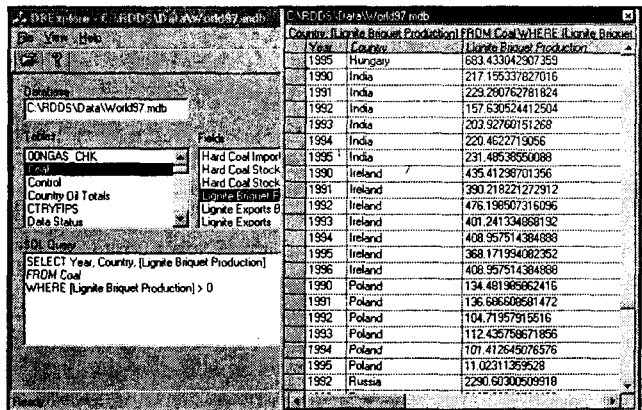 DBExplore - C:\RDDS\Data\World97.mdb
File View Help
Database
C:\RDDS\Data\World97.mdb
Tables
Fields
OONGAS_CHK
Coal
Control
Country Oil Totals
CTRYFIPS
Data Status
Hard Coal Import
Hard Coal Stock
Hard Coal Stock
Lignite Briquet P
Lignite Exports B
Lignite Exports
SQL Query
SELECT Year, Country, [Lignite Briquet Production]
FROM Coal
WHERE [Lignite Briquet Production] > 0
Ready
C:\RDDS\Data\World97.mdb
Country, [Lignite Briquet Production] FROM Coal WHERE [Lignite Briquet
Year Country Lignite Briquet Production
1995 Hungary 683.433042907359
1990 India 217.155337827016
1991 India 229.280762781824
1992 India 157.630524412504
1993 India 203.92760151268
1994 India 220.4622719056
1995 India 231.48538550088
1990 Ireland 435.41298701356
1991 Ireland 390.218221272912
1992 Ireland 476.198507316096
1993 Ireland 401.241334868192
1994 Ireland 408.957514384888
1995 Ireland 368.171994082352
1996 Ireland 408.957514384888
1990 Poland 134.481985862416
1991 Poland 136.686608581472
1992 Poland 104.71957915516
1993 Poland 112.435758671856
1994 Poland 101.412645076576
1995 Poland 11.02311359528
1992 Russia 2290.60300509918